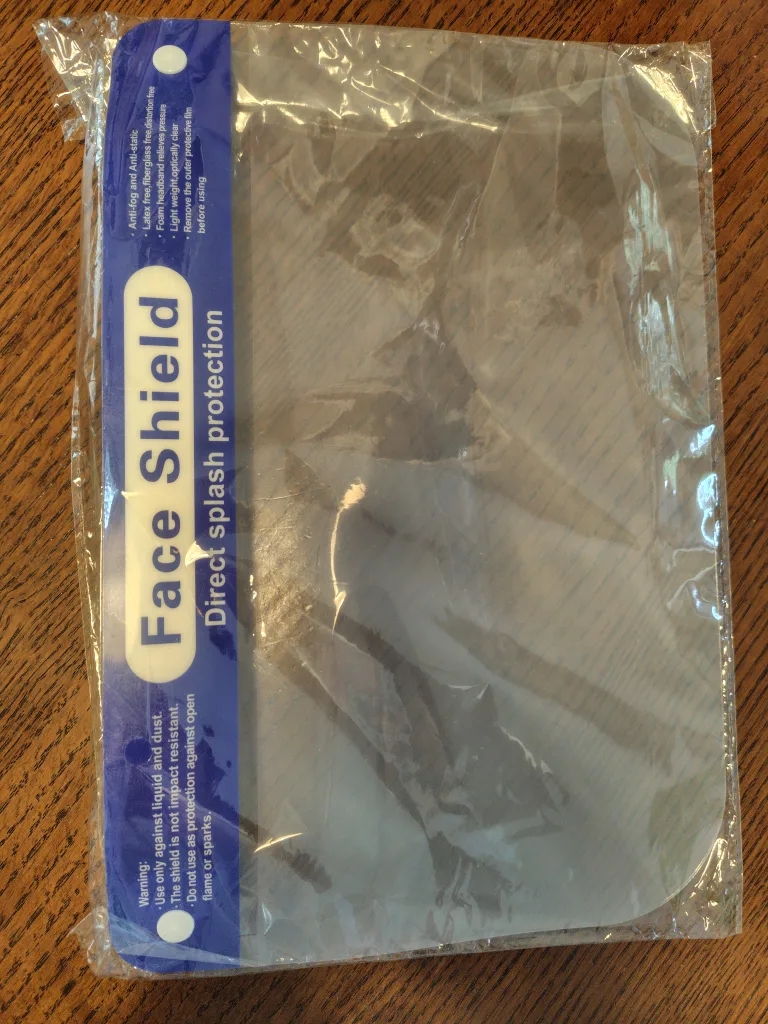 Warning:
· Use only against liquid and dust.
· The shield is not impact resistant.
· Do not use as protection against open
flame or sparks.
Face Shield
Direct splash protection
· Anti-fog and Anti-static
· Latex free,fiberglass free,distortion free
· Foam headband relieves pressure
· Light weight,optically clear
· Remove the outer protective film
before using